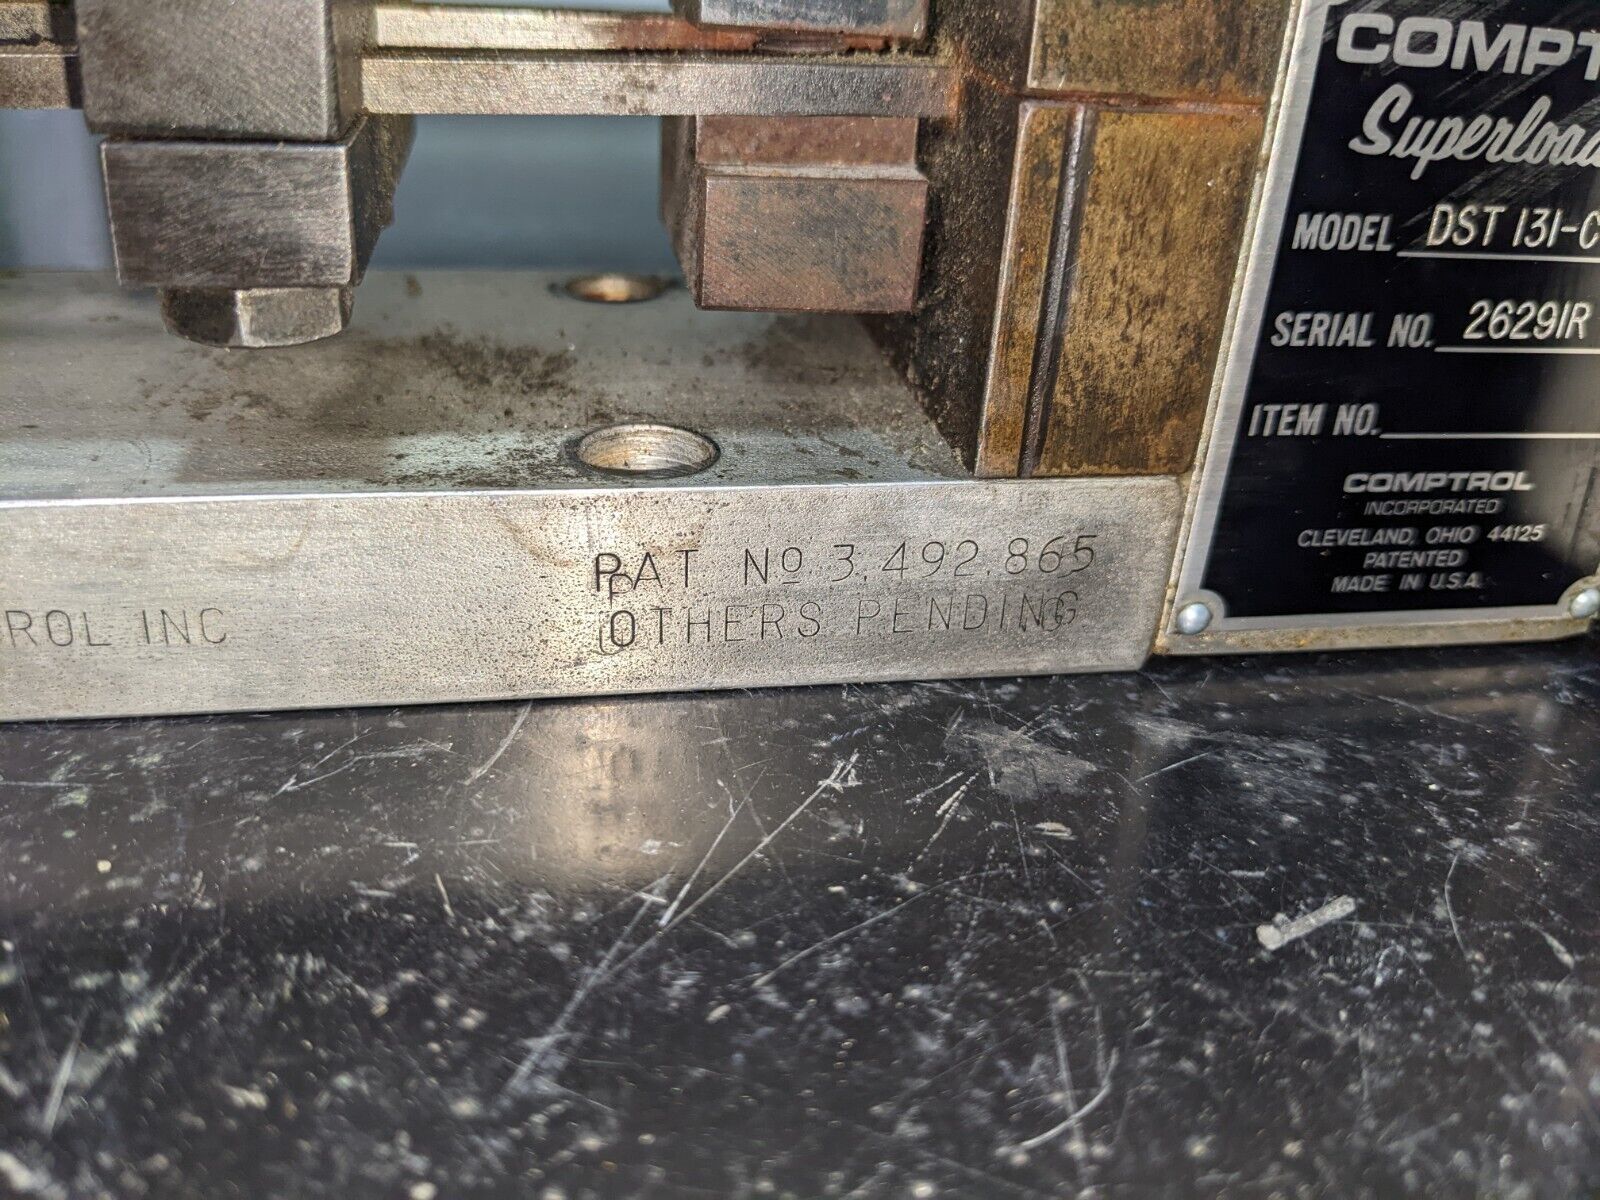 COMPT
Superload
MODEL DST 131-C
SERIAL NO. 26291R
ITEM NO.
COMPTROL
INCORPORATED
CLEVELAND, OHIO 44125
PATENTED
MADE IN U.S.A.
PAT Nº 3,492,865
OTHERS PENDING
ROL INC